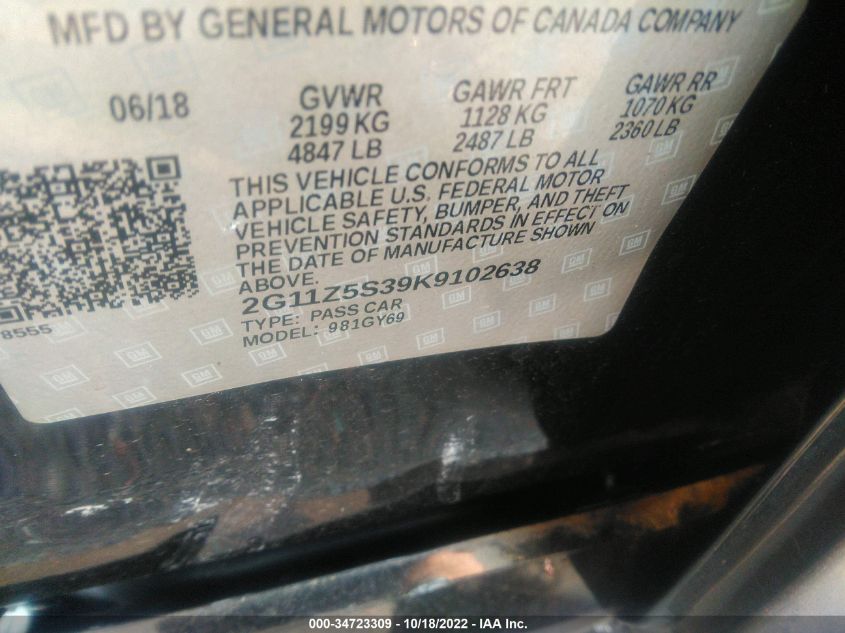 MFD BY GENERAL MOTORS OF CANADA COMPANY
06/18 GVWR GAWR FRT GAWR RR
2199 KG 1128 KG 1070 KG
4847 LB 2487 LB 2360 LB
THIS VEHICLE CONFORMS TO ALL
APPLICABLE U.S. FEDERAL MOTOR
VEHICLE SAFETY, BUMPER, AND THEFT
PREVENTION STANDARDS IN EFFECT ON
THE DATE OF MANUFACTURE SHOWN
ABOVE.
2G11Z5S39K9102638
TYPE: PASS CAR
MODEL: 981GY69
8555
GM
000-34723309 - 10/18/2022 - IAA Inc.